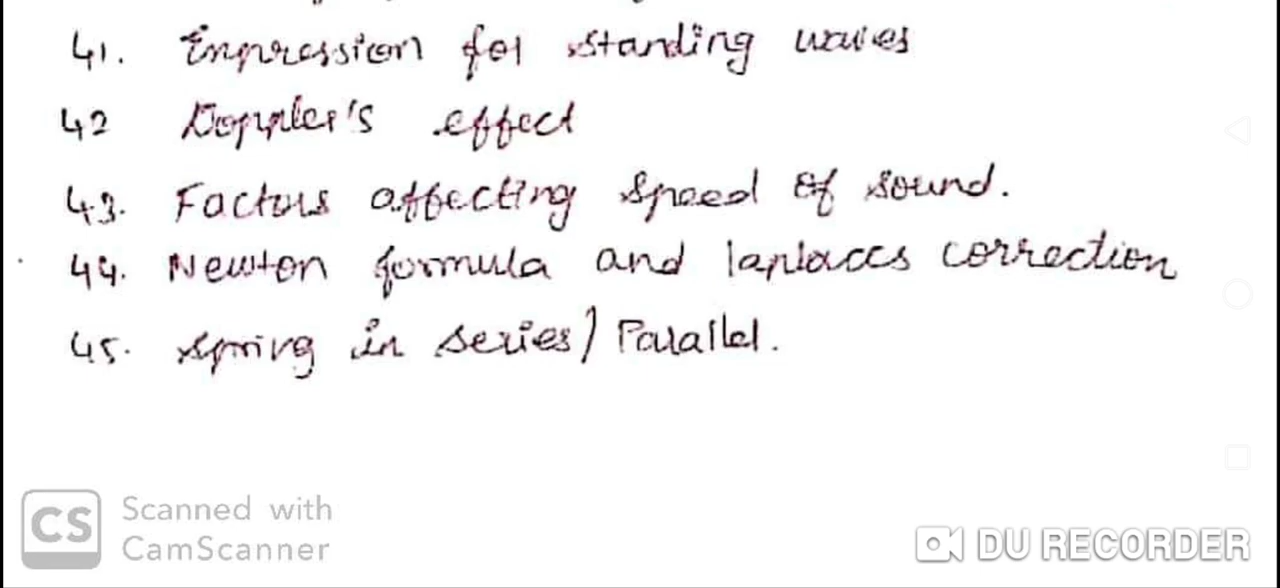 41. Expression for standing waves
42 Doppler's effect
43. Factors affecting speed of sound.
44. Newton formula and laplaces correction
45. spring in series / Parallel.
CS Scanned with
CamScanner
DU RECORDER